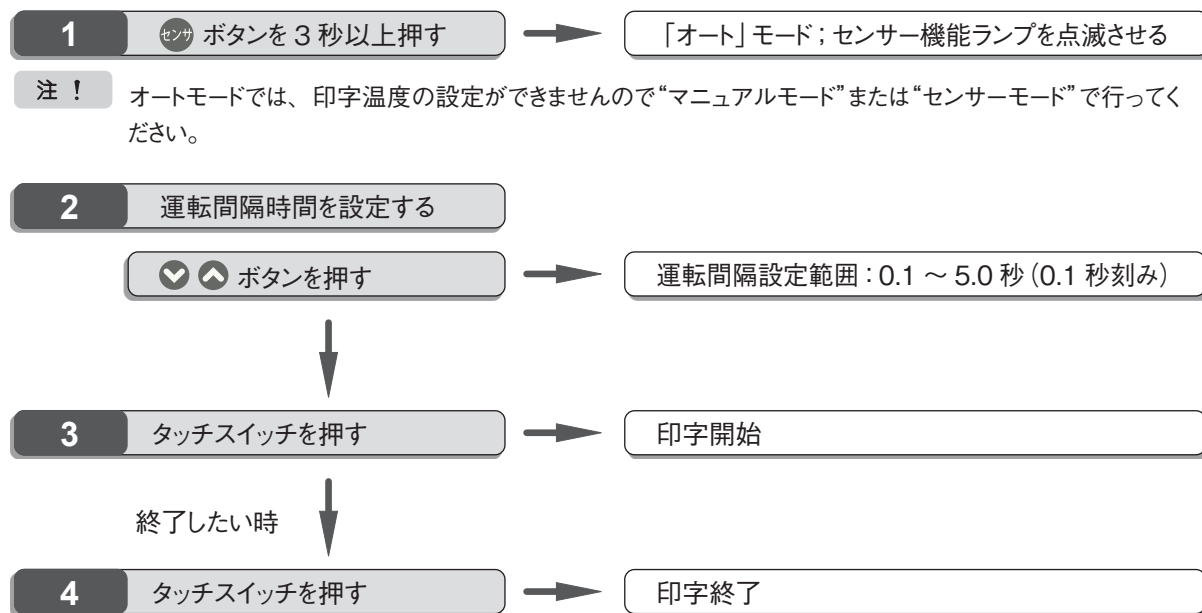 1 センサ ボタンを3秒以上押す 「オート」モード；センサー機能ランプを点滅させる
注！ オートモードでは、印字温度の設定ができませんので“マニュアルモード”または“センサーモード”で行ってく
ださい。
2 運転間隔時間を設定する
ボタンを押す 運転間隔設定範囲：0.1 ～ 5.0 秒（0.1 秒刻み）
3 タッチスイッチを押す 印字開始
終了したい時
4 タッチスイッチを押す 印字終了